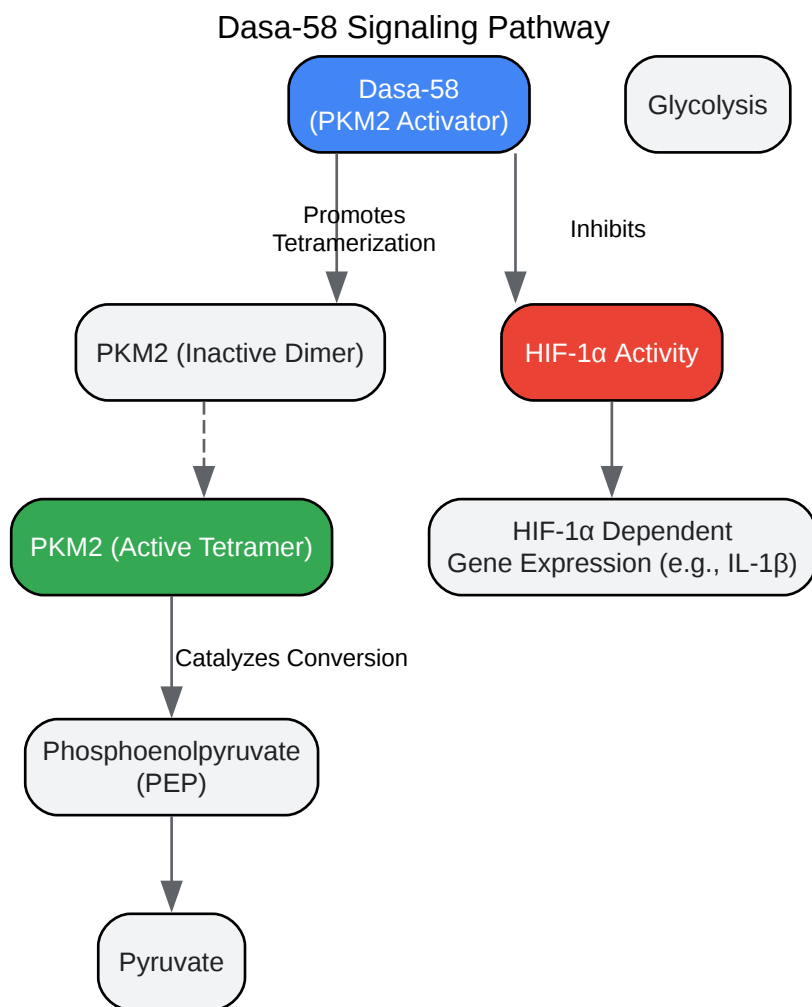 Dasa-58 Signaling Pathway
Dasa-58
(PKM2 Activator)
Glycolysis
Promotes
Tetramerization
Inhibits
PKM2 (Inactive Dimer)
HIF-1α Activity
PKM2 (Active Tetramer)
HIF-1α Dependent
Gene Expression (e.g., IL-1β)
Catalyzes Conversion
Phosphoenolpyruvate
(PEP)
Pyruvate